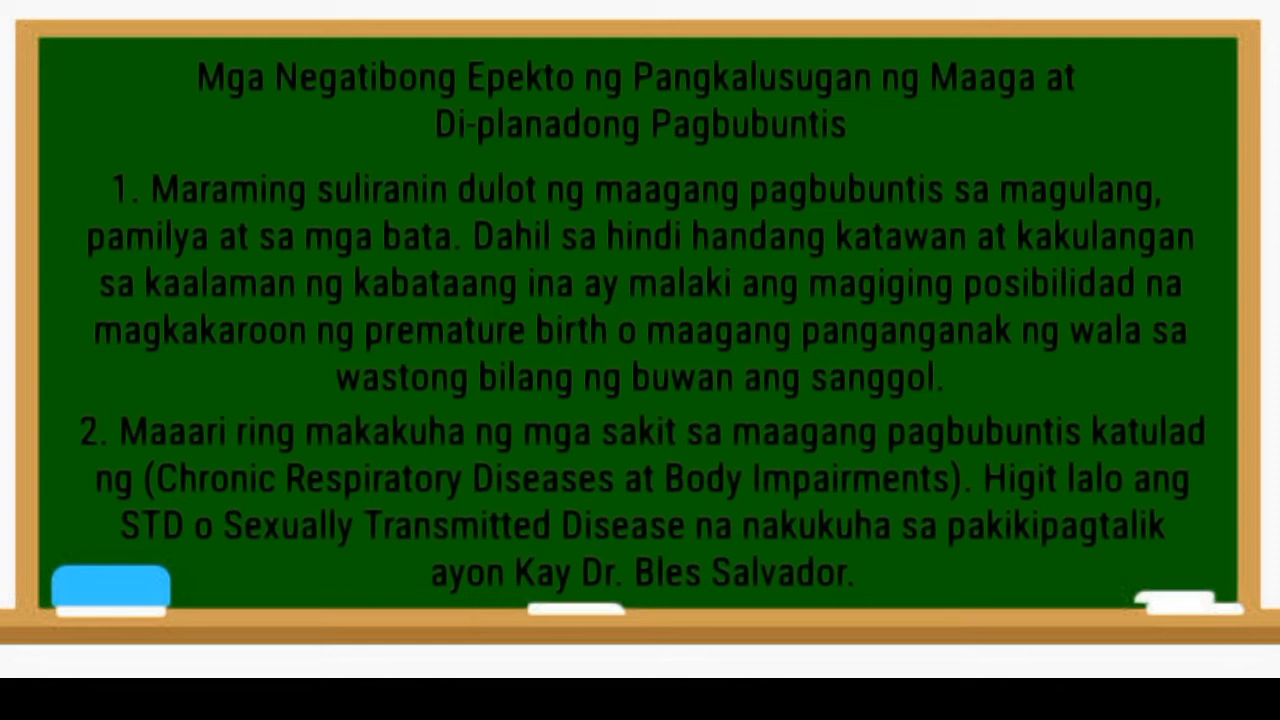 Mga Negatibong Epekto ng Pangkalusugan ng Maaga at
Di-planadong Pagbubuntis
1. Maraming suliranin dulot ng maagang pagbubuntis sa magulang,
pamilya at sa mga bata. Dahil sa hindi handang katawan at kakulangan
sa kaalaman ng kabataang ina ay malaki ang magiging posibilidad na
magkakaroon ng premature birth o maagang panganganak ng wala sa
wastong bilang ng buwan ang sanggol.
2. Maaari ring makakuha ng mga sakit sa maagang pagbubuntis katulad
ng (Chronic Respiratory Diseases at Body Impairments). Higit lalo ang
STD o Sexually Transmitted Disease na nakukuha sa pakikipagtalik
ayon Kay Dr. Bles Salvador.